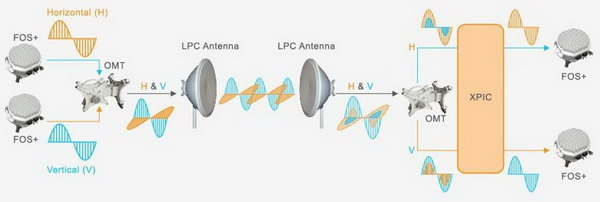 Horizontal (H)
FOS+
OMT
FOS+
Vertical (V)
H & V
LPC Antenna
LPC Antenna
H & V
H
OMT
V
XPIC
FOS+
FOS+